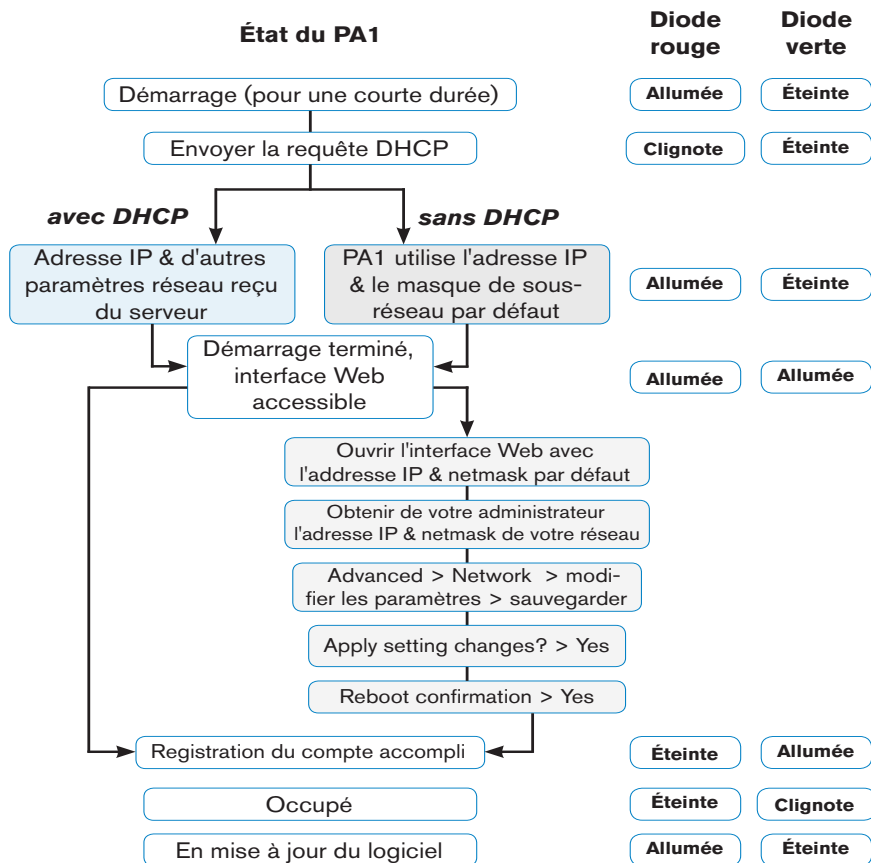 État du PA1
Diode rouge
Diode verte
Démarrage (pour une courte durée)
Allumée
Éteinte
Envoyer la requête DHCP
Clignote
Éteinte
avec DHCP
sans DHCP
Adresse IP & d'autres
paramètres réseau reçu
du serveur
PA1 utilise l'adresse IP
& le masque de sous-
réseau par défaut
Allumée
Éteinte
Démarrage terminé,
interface Web
accessible
Allumée
Allumée
Ouvrir l'interface Web avec
l'addresse IP & netmask par défaut
Obtenir de votre administrateur
l'adresse IP & netmask de votre réseau
Advanced > Network > modi-
fier les paramètres > sauvegarder
Apply setting changes? > Yes
Reboot confirmation > Yes
Registration du compte accompli
Éteinte
Allumée
Occupé
Éteinte
Clignote
En mise à jour du logiciel
Allumée
Éteinte